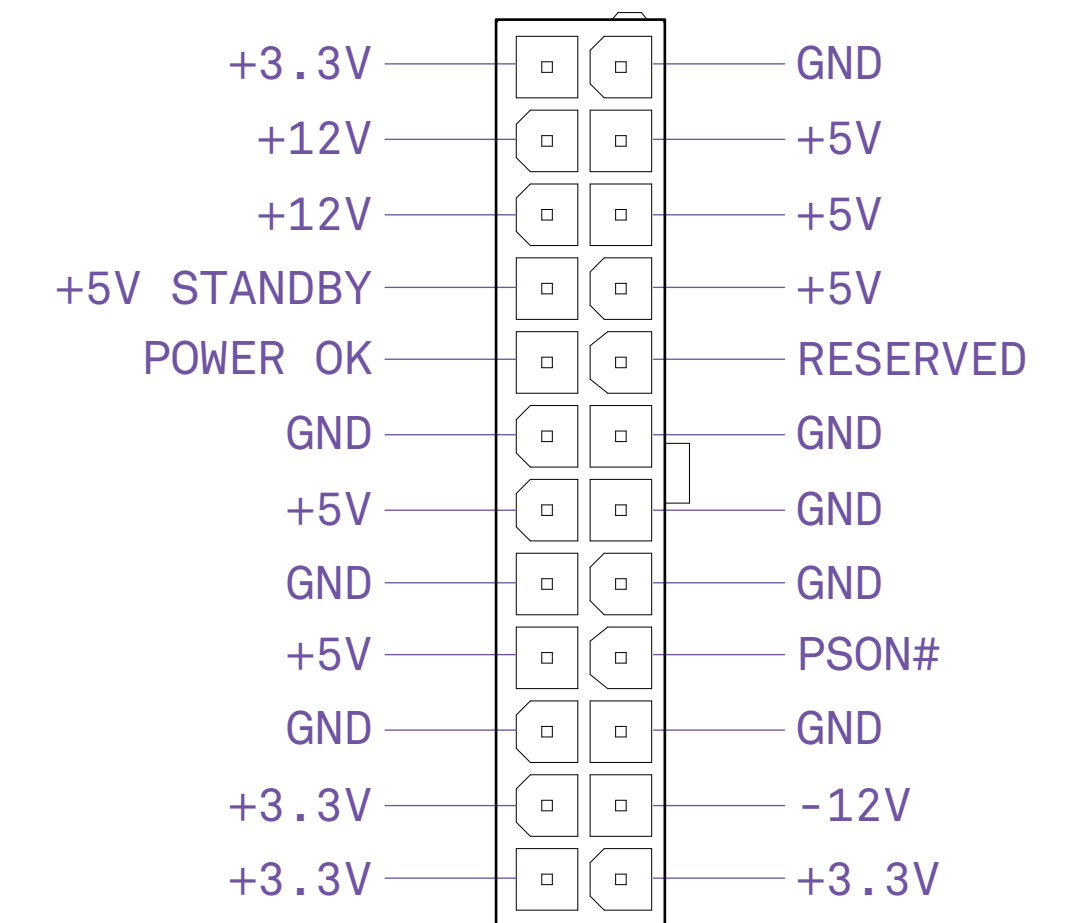 +3.3V GND
+12V +5V
+12V +5V
+5V STANDBY +5V
POWER OK RESERVED
GND GND
+5V GND
GND GND
+5V PSON#
GND GND
+3.3V -12V
+3.3V +3.3V